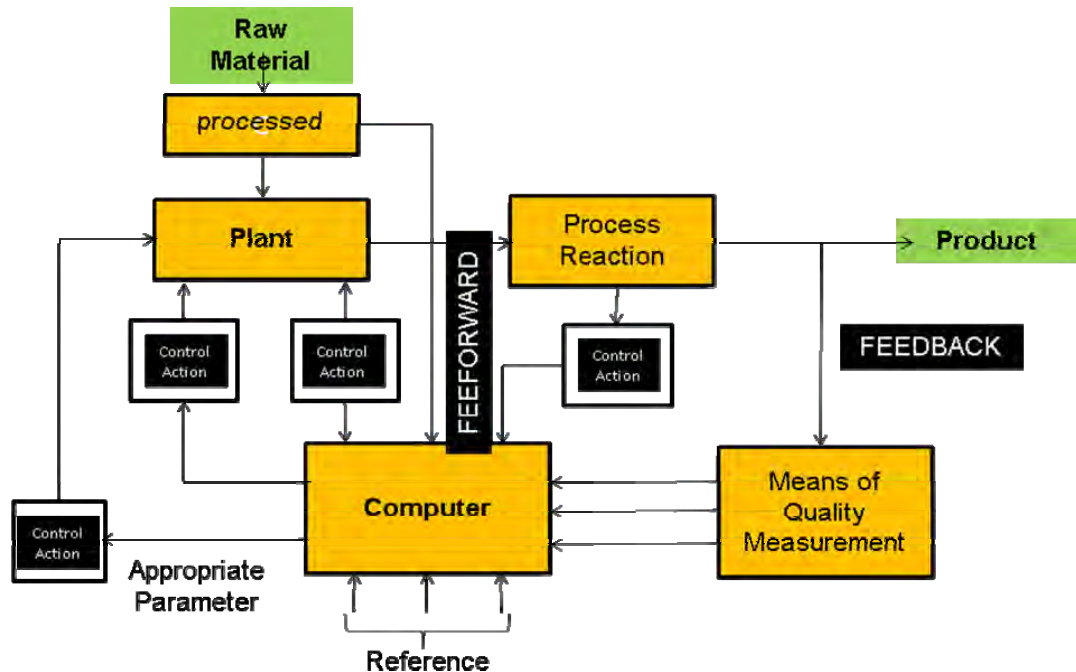 Raw
Material
processed
Plant
Process
Reaction
Product
Control
Action
Control
Action
FEEFORWARD
Control
Action
FEEDBACK
Computer
Means of
Quality
Measurement
Control
Action
Appropriate
Parameter
Reference